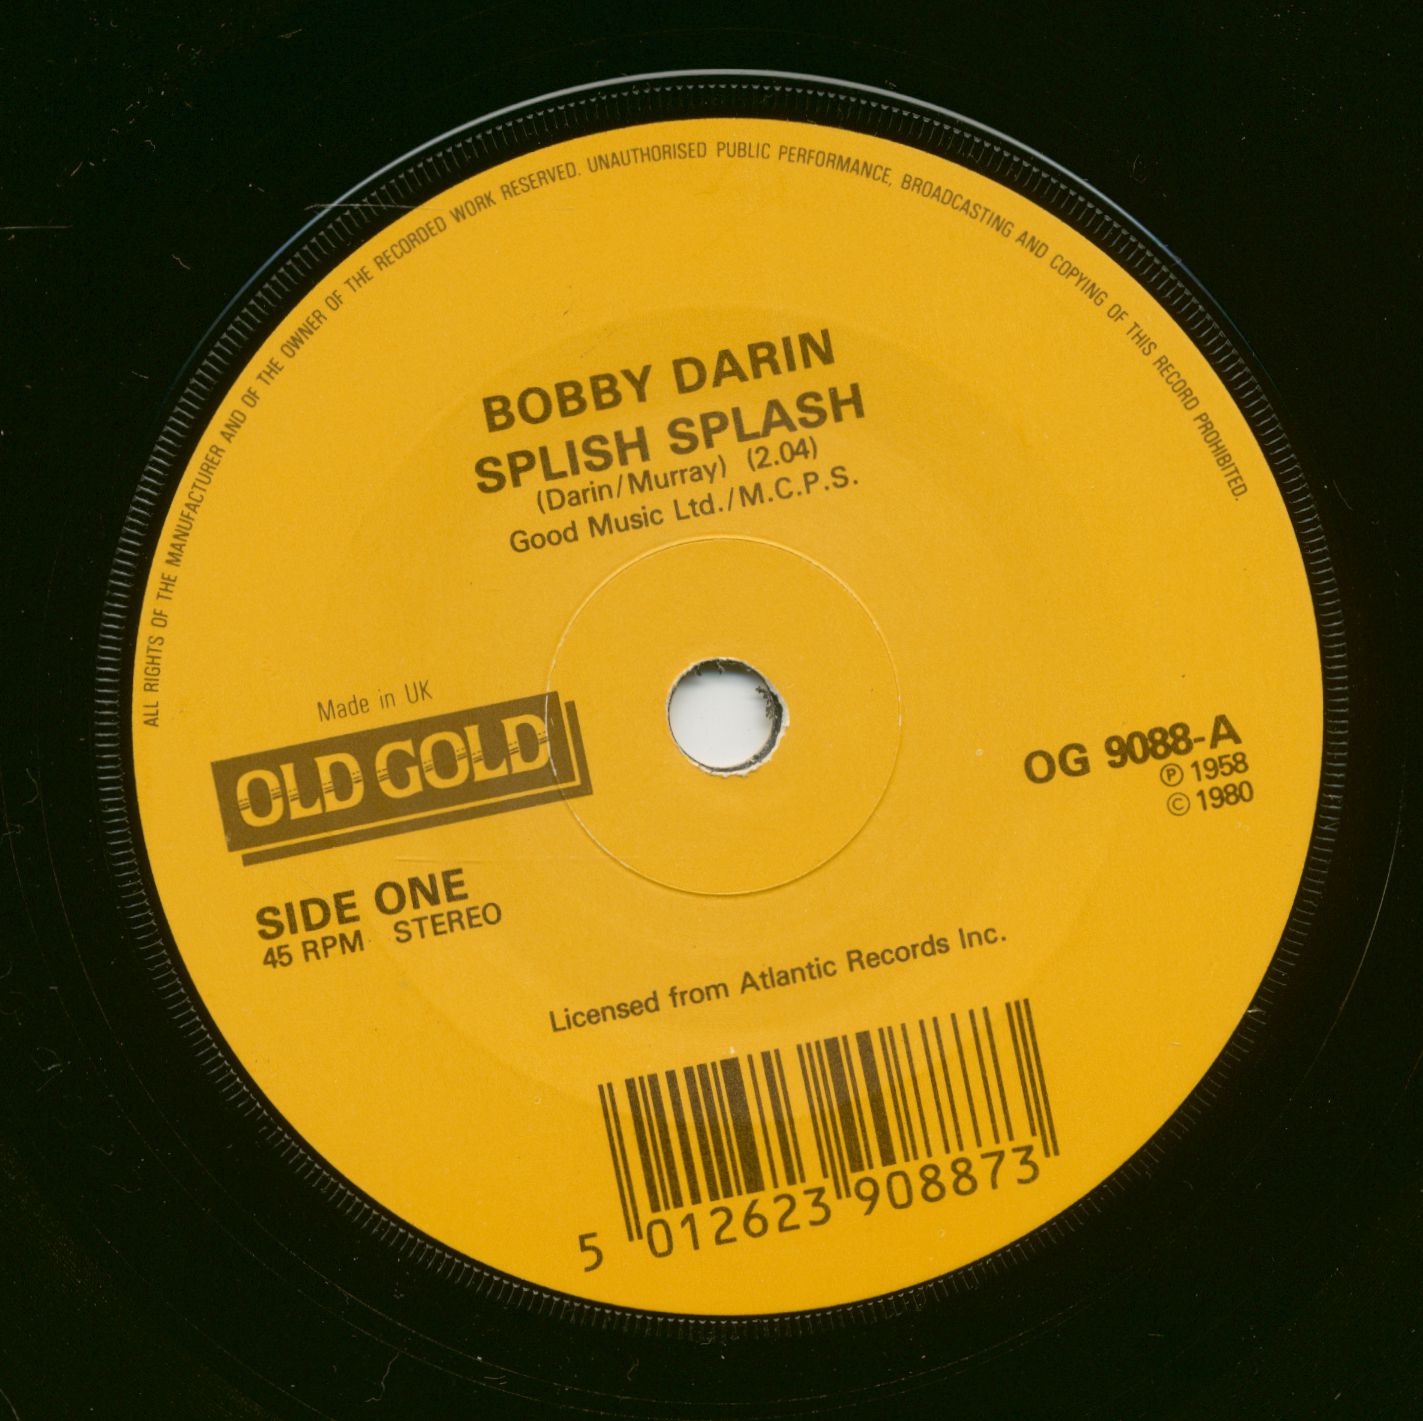 ALL RIGHTS OF THE MANUFACTURER AND OF THE OWNER OF THE RECORDED WORK RESERVED. UNAUTHORISED PUBLIC PERFORMANCE, BROADCASTING AND COPYING OF THIS RECORD PROHIBITED.
BOBBY DARIN
SPLISH SPLASH
(Darin/Murray) (2.04)
Good Music Ltd./M.C.P.S.
Made in UK
OLD GOLD
SIDE ONE
45 RPM STEREO
OG 9088-A
℗ 1958
© 1980
Licensed from Atlantic Records Inc.
5 012623 908873